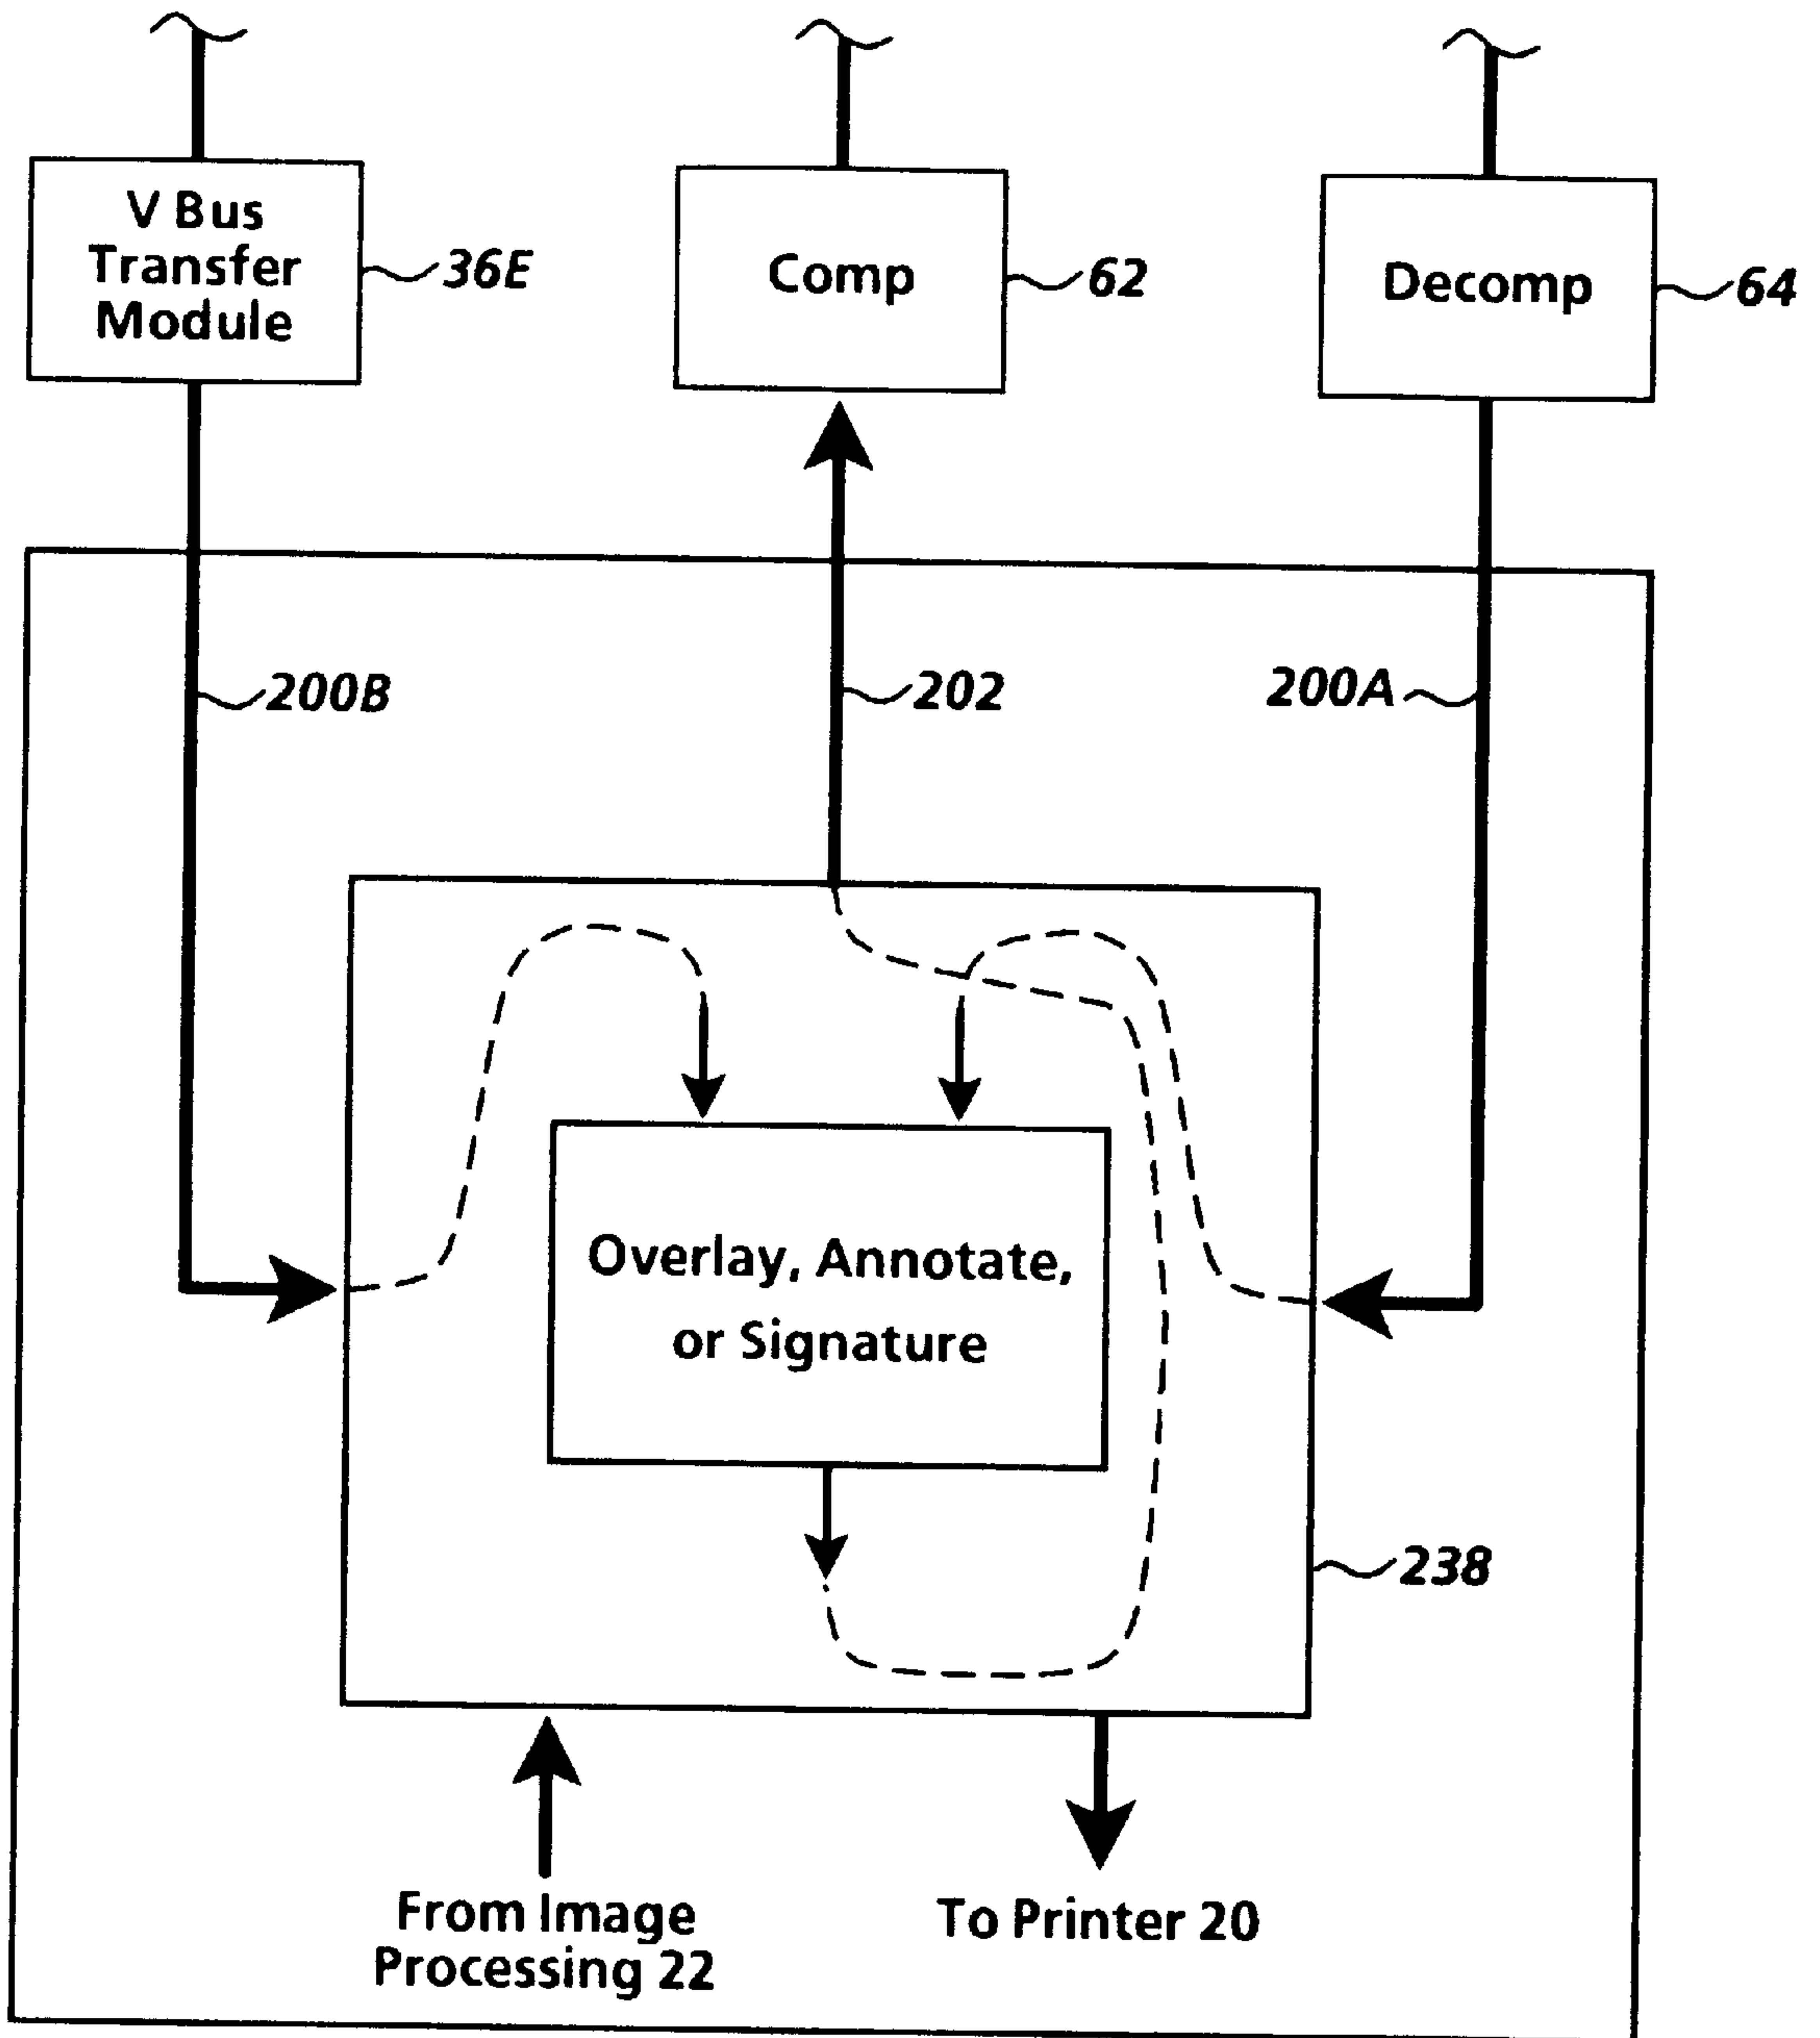 V Bus
Transfer
Module
36E
Comp
62
Decomp
64
200B
202
200A
Overlay, Annotate,
or Signature
238
From Image
Processing 22
To Printer 20